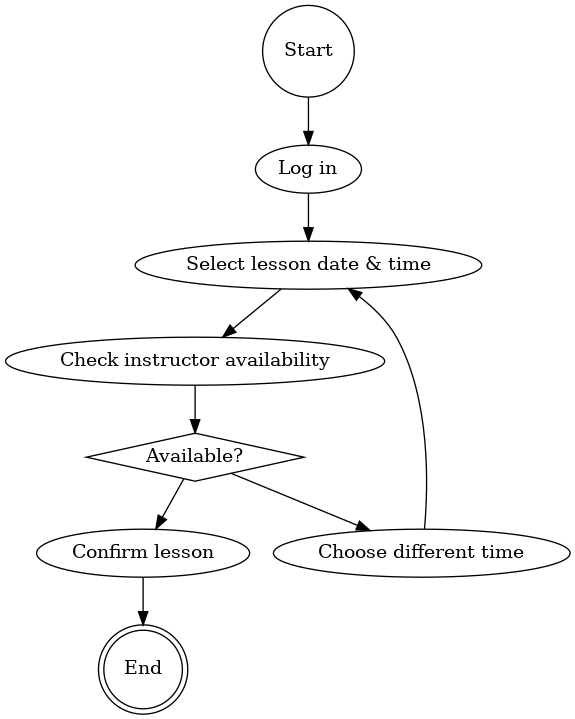 Start
Log in
Select lesson date & time
Check instructor availability
Available?
Confirm lesson
Choose different time
End